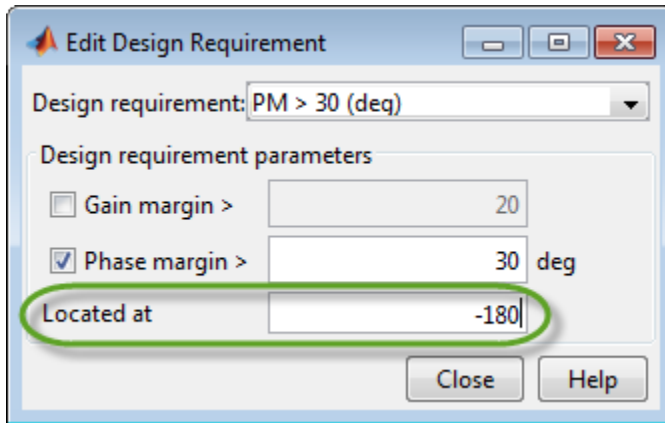 Edit Design Requirement
Design requirement: PM > 30 (deg)
Design requirement parameters
Gain margin > 20
Phase margin > 30 deg
Located at -180
Close Help